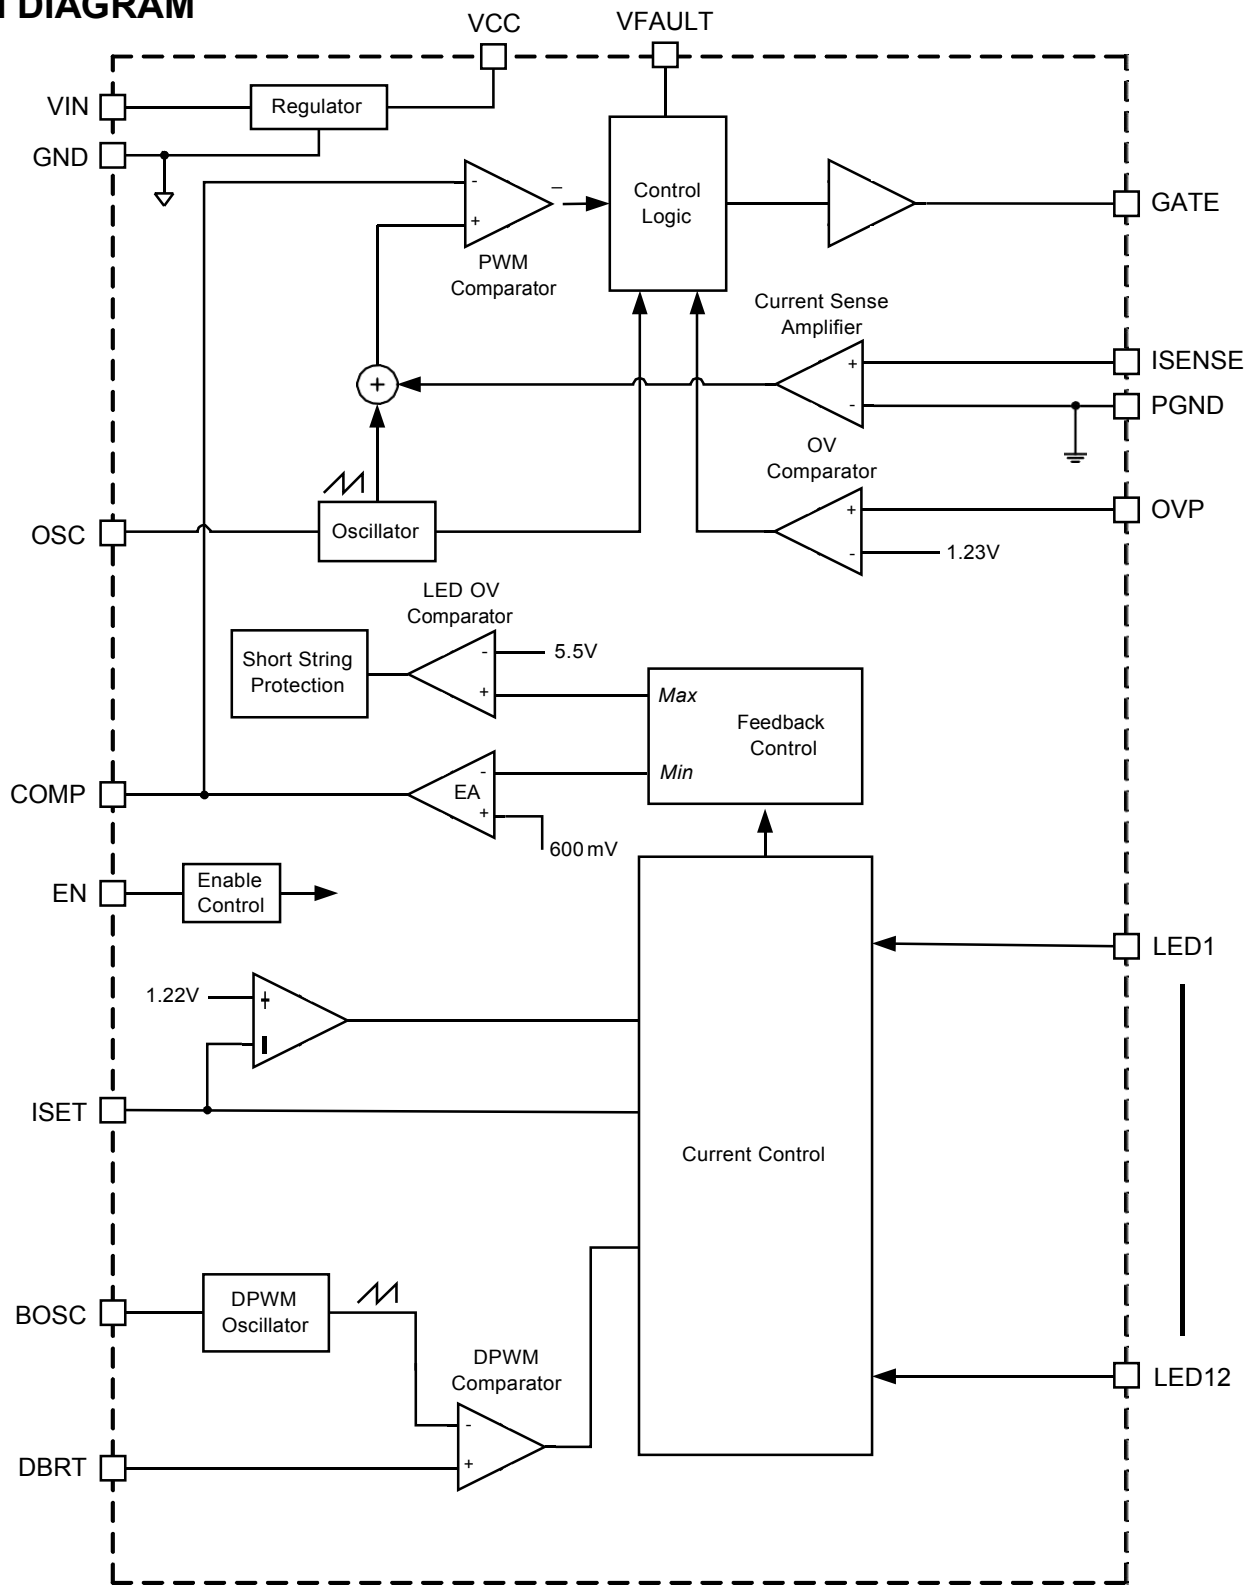 DIAGRAM
VCC
VFAULT
VIN
Regulator
GND
-
+
PWM
Comparator
Control
Logic
GATE
Current Sense
Amplifier
+
-
ISENSE
PGND
+
OV
Comparator
+
-
OVP
1.23V
OSC
Oscillator
LED OV
Comparator
-
+
5.5V
Short String
Protection
Max
Min
Feedback
Control
COMP
EA
-
+
600mV
EN
Enable
Control
LED1
1.22V
+
-
ISET
Current Control
BOSC
DPWM
Oscillator
DPWM
Comparator
-
+
LED12
DBRT